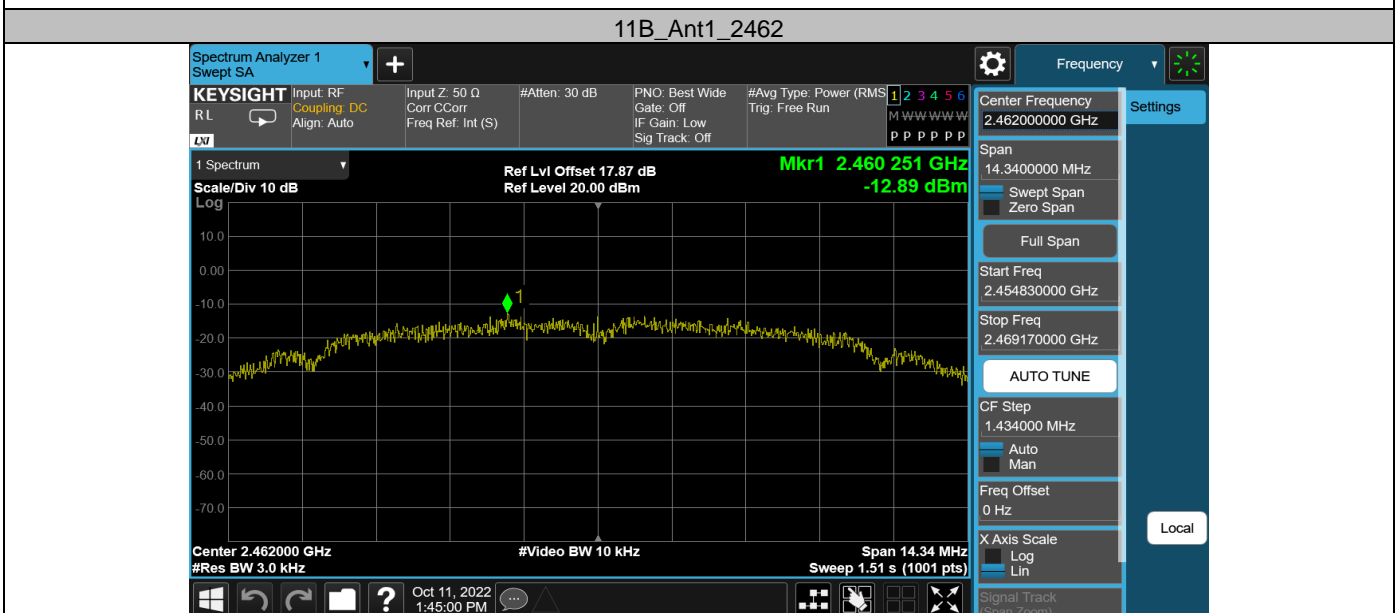 11B_Ant1_2462
Spectrum Analyzer 1
Swept SA
+
Frequency
KEYSIGHT
RL
LXI
Input: RF
Coupling: DC
Align: Auto
Input Z: 50 Ω
Corr CCorr
Freq Ref: Int (S)
#Atten: 30 dB
PNO: Best Wide
Gate: Off
IF Gain: Low
Sig Track: Off
#Avg Type: Power (RMS
Trig: Free Run
1 2 3 4 5 6
M W W W W W
P P P P P P
1 Spectrum
Scale/Div 10 dB
Log
Ref Lvl Offset 17.87 dB
Ref Level 20.00 dBm
Mkr1 2.460 251 GHz
-12.89 dBm
10.0
0.00
-10.0
-20.0
-30.0
-40.0
-50.0
-60.0
-70.0
1
Center 2.462000 GHz
#Res BW 3.0 kHz
#Video BW 10 kHz
Span 14.34 MHz
Sweep 1.51 s (1001 pts)
Center Frequency
2.462000000 GHz
Settings
Span
14.3400000 MHz
Swept Span
Zero Span
Full Span
Start Freq
2.454830000 GHz
Stop Freq
2.469170000 GHz
AUTO TUNE
CF Step
1.434000 MHz
Auto
Man
Freq Offset
0 Hz
Local
X Axis Scale
Log
Lin
Signal Track
(Span Zoom)
?
Oct 11, 2022
1:45:00 PM